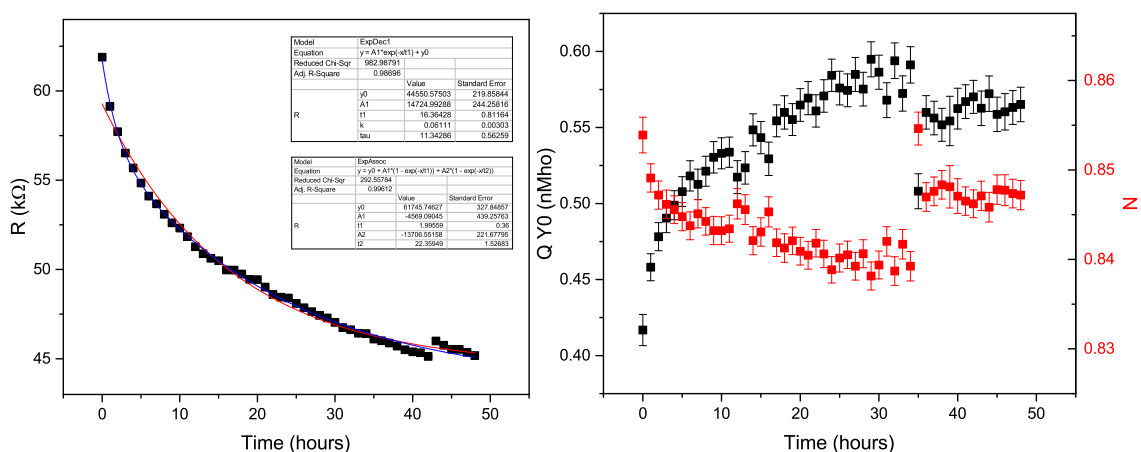 Model ExpDec1
Equation y = A1*exp(-x/t1) + y0
Reduced Chi-Sqr 982.98791
Adj. R-Square 0.98696
Value Standard Error
y0 44550.57503 219.85844
A1 14724.99288 244.25816
R t1 16.36428 0.81164
k 0.06111 0.00303
tau 11.34286 0.56259
Model ExpAssoc
Equation y = y0 + A1*(1 - exp(-x/t1)) + A2*(1 - exp(-x/t2))
Reduced Chi-Sqr 292.55784
Adj. R-Square 0.99612
Value Standard Error
y0 61745.74627 327.84857
A1 -4569.09045 439.25763
R t1 1.99559 0.36
A2 -13706.55158 221.67795
t2 22.35949 1.52683
R (kΩ)
60
55
50
45
0 10 20 30 40 50
Time (hours)
Q Y0 (nMho)
0.60
0.55
0.50
0.45
0.40
0 10 20 30 40 50
Time (hours)
0.86
0.85
0.84
0.83
N